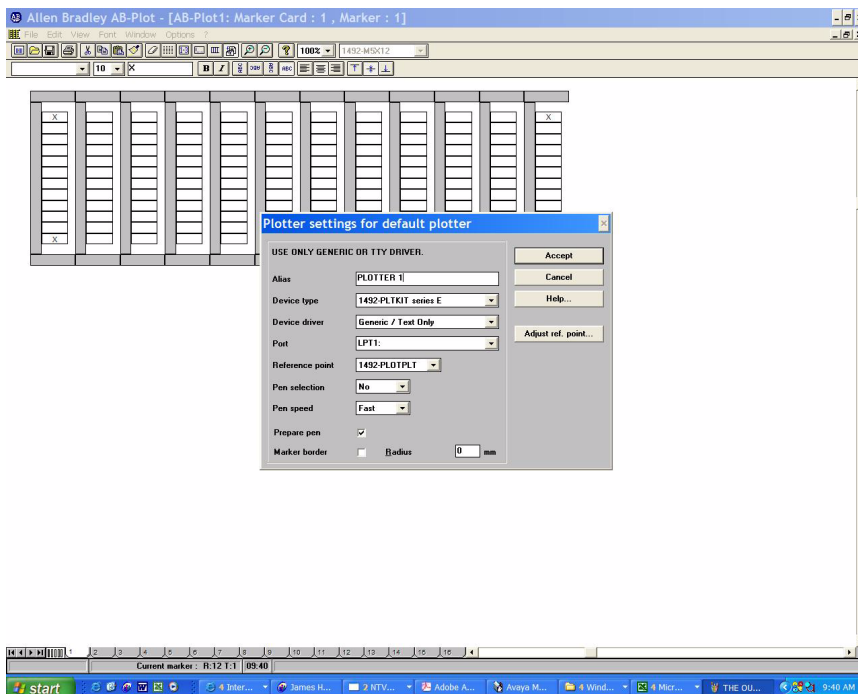 Allen Bradley AB-Plot - [AB-Plot1: Marker Card : 1 , Marker : 1]
File Edit View Font Window Options ?
100% 1492-M5X12
10 X B I ABC ABC ABC ABC
X X
X
Plotter settings for default plotter
USE ONLY GENERIC OR TTY DRIVER.
Accept
Alias PLOTTER 1
Cancel
Device type 1492-PLTKIT series E
Help...
Device driver Generic / Text Only
Adjust ref. point...
Port LPT1:
Reference point 1492-PLOTPLT
Pen selection No
Pen speed Fast
Prepare pen
Marker border Radius 0 mm
1 2 3 4 5 6 7 8 9 10 11 12 13 14 15 16
Current marker : R:12 T:1 09:40
start 4 Inter... James H... 2 NTV... Adobe A... Avaya M... 4 Wind... 4 Micr... THE OU... 9:40 AM